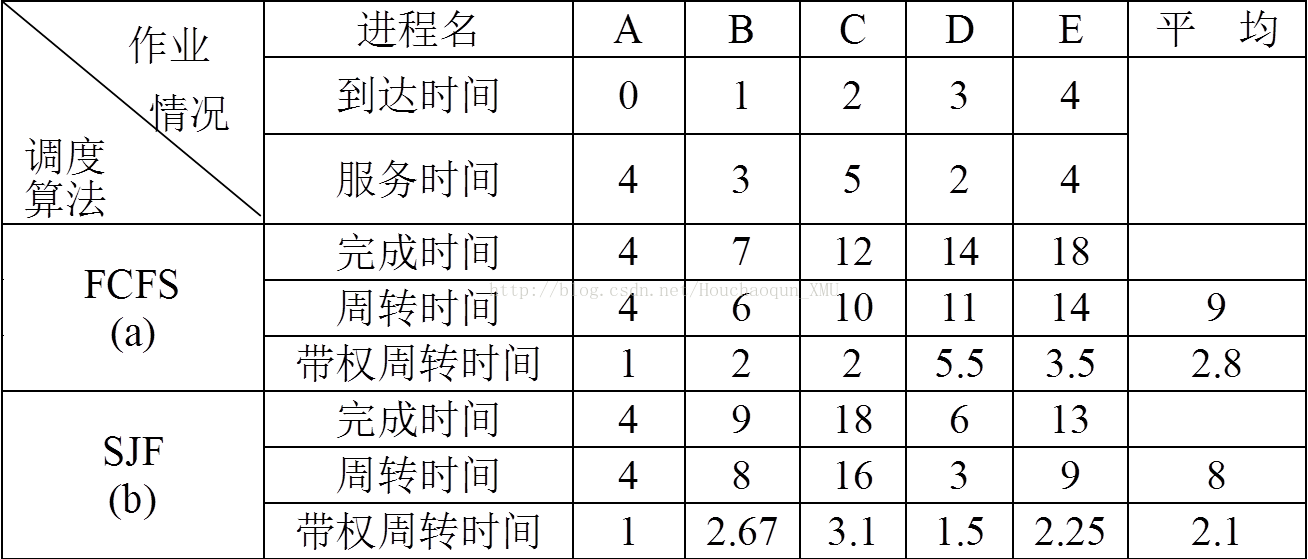 作业
情况
调度
算法
进程名 A B C D E 平 均
到达时间 0 1 2 3 4
服务时间 4 3 5 2 4
FCFS
(a)
完成时间 4 7 12 14 18
http://blog.csdn.net/Houchaoqun_XMU
周转时间 4 6 10 11 14 9
带权周转时间 1 2 2 5.5 3.5 2.8
SJF
(b)
完成时间 4 9 18 6 13
周转时间 4 8 16 3 9 8
带权周转时间 1 2.67 3.1 1.5 2.25 2.1